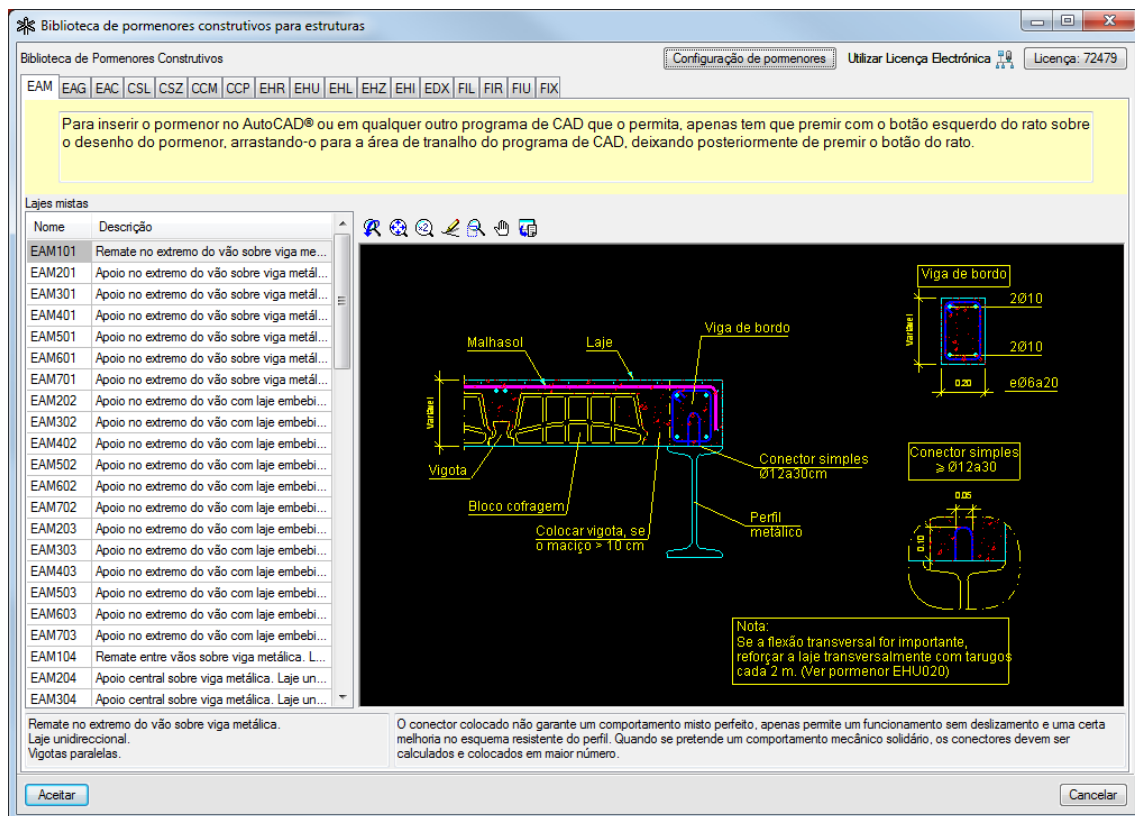 Biblioteca de pormenores construtivos para estruturas
Biblioteca de Pormenores Construtivos
Configuração de pormenores
Utilizar Licença Electrónica
Licença: 72479
EAM EAG EAC CSL CSZ CCM CCP EHR EHU EHL EHZ EHI EDX FIL FIR FIU FIX
Para inserir o pormenor no AutoCAD® ou em qualquer outro programa de CAD que o permita, apenas tem que premir com o botão esquerdo do rato sobre
o desenho do pormenor, arrastando-o para a área de tranalho do programa de CAD, deixando posteriormente de premir o botão do rato.
Lajes mistas
Nome Descrição
EAM101 Remate no extremo do vão sobre viga me...
EAM201 Apoio no extremo do vão sobre viga metál...
EAM301 Apoio no extremo do vão sobre viga metál...
EAM401 Apoio no extremo do vão sobre viga metál...
EAM501 Apoio no extremo do vão sobre viga metál...
EAM601 Apoio no extremo do vão sobre viga metál...
EAM701 Apoio no extremo do vão sobre viga metál...
EAM202 Apoio no extremo do vão com laje embebi...
EAM302 Apoio no extremo do vão com laje embebi...
EAM402 Apoio no extremo do vão com laje embebi...
EAM502 Apoio no extremo do vão com laje embebi...
EAM602 Apoio no extremo do vão com laje embebi...
EAM702 Apoio no extremo do vão com laje embebi...
EAM203 Apoio no extremo do vão com laje embebi...
EAM303 Apoio no extremo do vão com laje embebi...
EAM403 Apoio no extremo do vão com laje embebi...
EAM503 Apoio no extremo do vão com laje embebi...
EAM603 Apoio no extremo do vão com laje embebi...
EAM703 Apoio no extremo do vão com laje embebi...
EAM104 Remate entre vãos sobre viga metálica. L...
EAM204 Apoio central sobre viga metálica. Laje un...
EAM304 Apoio central sobre viga metálica. Laje un...
x2
Malhasol
Laje
Viga de bordo
Variável
Vigota
Bloco cofragem
Colocar vigota, se
o maciço > 10 cm
Conector simples
Ø12a30cm
Perfil
metálico
Viga de bordo
2Ø10
Variável
2Ø10
0.20
eØ6a20
Conector simples
⩾ Ø12a30
0.05
0.10
Nota:
Se a flexão transversal for importante,
reforçar a laje transversalmente com tarugos
cada 2 m. (Ver pormenor EHU020)
Remate no extremo do vão sobre viga metálica.
Laje unidireccional.
Vigotas paralelas.
O conector colocado não garante um comportamento misto perfeito, apenas permite um funcionamento sem deslizamento e uma certa
melhoria no esquema resistente do perfil. Quando se pretende um comportamento mecânico solidário, os conectores devem ser
calculados e colocados em maior número.
Aceitar
Cancelar